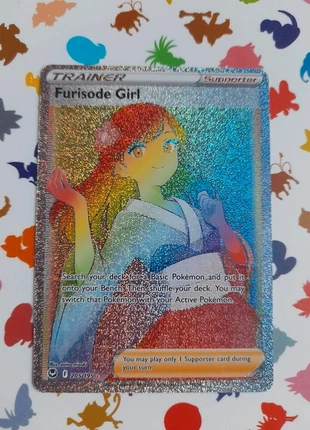 TRAINER Supporter
Furisode Girl
Search your deck for a Basic Pokémon and put it
onto your Bench. Then, shuffle your deck. You may
switch that Pokémon with your Active Pokémon.
You may play only 1 Supporter card during
your turn.
205/195